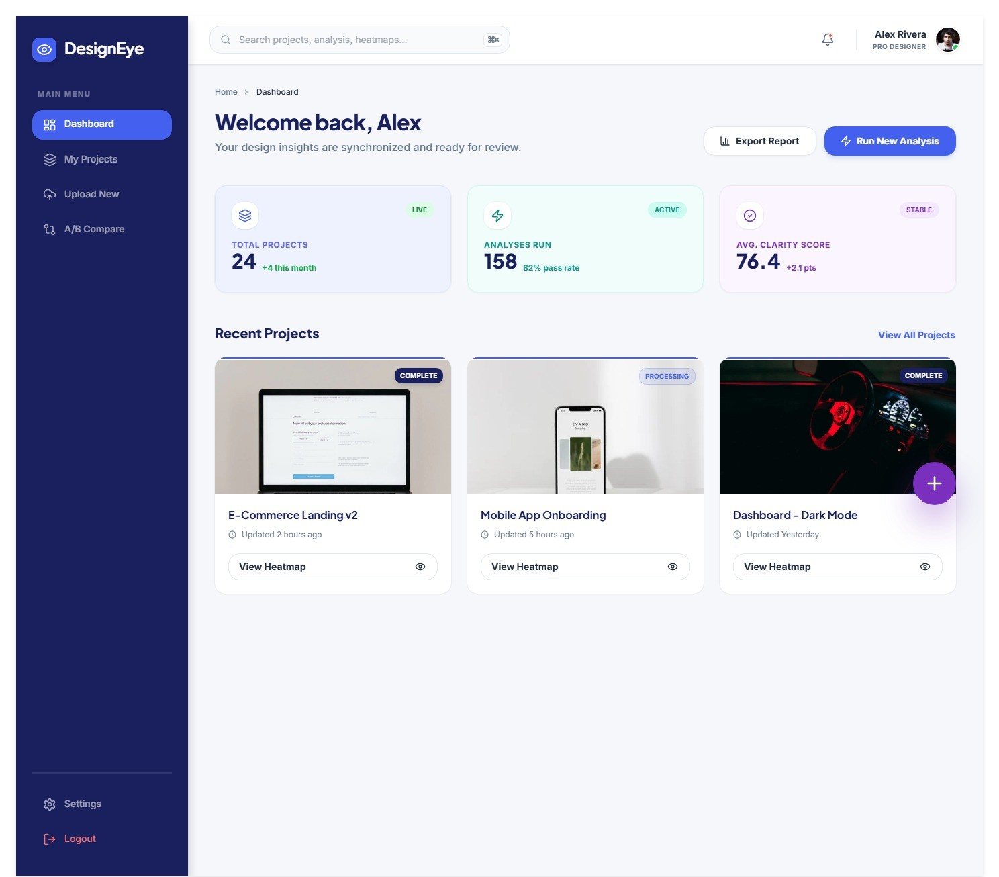 DesignEye
MAIN MENU
Dashboard
My Projects
Upload New
A/B Compare
Settings
Logout
Search projects, analysis, heatmaps...
⌘K
Alex Rivera
PRO DESIGNER
Home
Dashboard
Welcome back, Alex
Your design insights are synchronized and ready for review.
Export Report
Run New Analysis
LIVE
TOTAL PROJECTS
24 +4 this month
ACTIVE
ANALYSES RUN
158 82% pass rate
STABLE
AVG. CLARITY SCORE
76.4 +2.1 pts
Recent Projects
View All Projects
COMPLETE
Now fill out your pickup information.
E-Commerce Landing v2
Updated 2 hours ago
View Heatmap
PROCESSING
EVANO
Everyday
Mobile App Onboarding
Updated 5 hours ago
View Heatmap
COMPLETE
Dashboard - Dark Mode
Updated Yesterday
View Heatmap